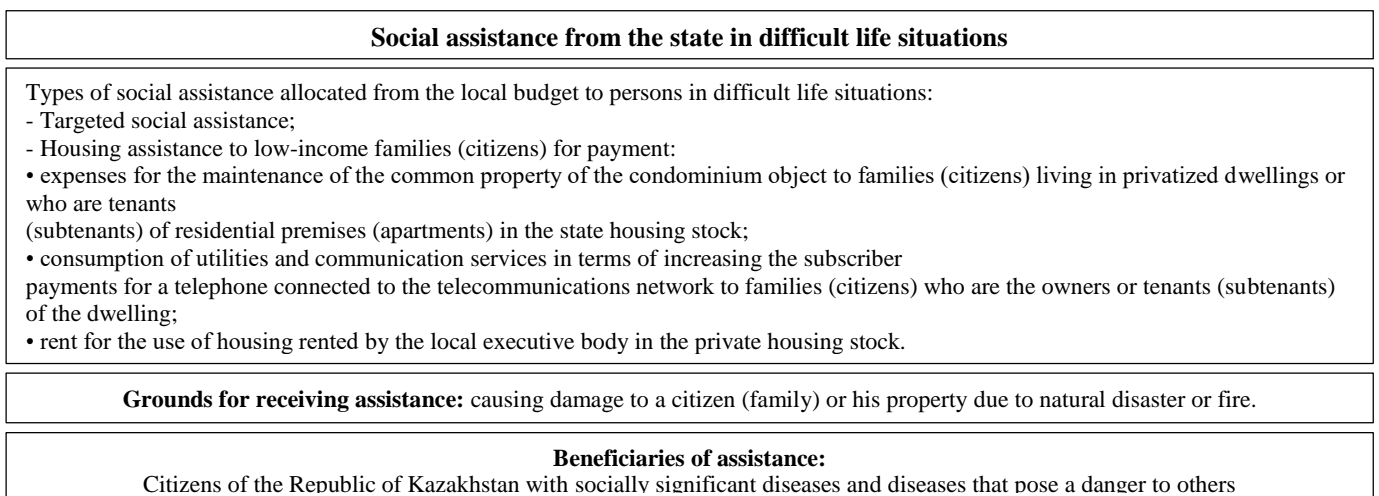 Social assistance from the state in difficult life situations
Types of social assistance allocated from the local budget to persons in difficult life situations:
- Targeted social assistance;
- Housing assistance to low-income families (citizens) for payment:
• expenses for the maintenance of the common property of the condominium object to families (citizens) living in privatized dwellings or
who are tenants
(subtenants) of residential premises (apartments) in the state housing stock;
• consumption of utilities and communication services in terms of increasing the subscriber
payments for a telephone connected to the telecommunications network to families (citizens) who are the owners or tenants (subtenants)
of the dwelling;
• rent for the use of housing rented by the local executive body in the private housing stock.
Grounds for receiving assistance: causing damage to a citizen (family) or his property due to natural disaster or fire.
Beneficiaries of assistance:
Citizens of the Republic of Kazakhstan with socially significant diseases and diseases that pose a danger to others